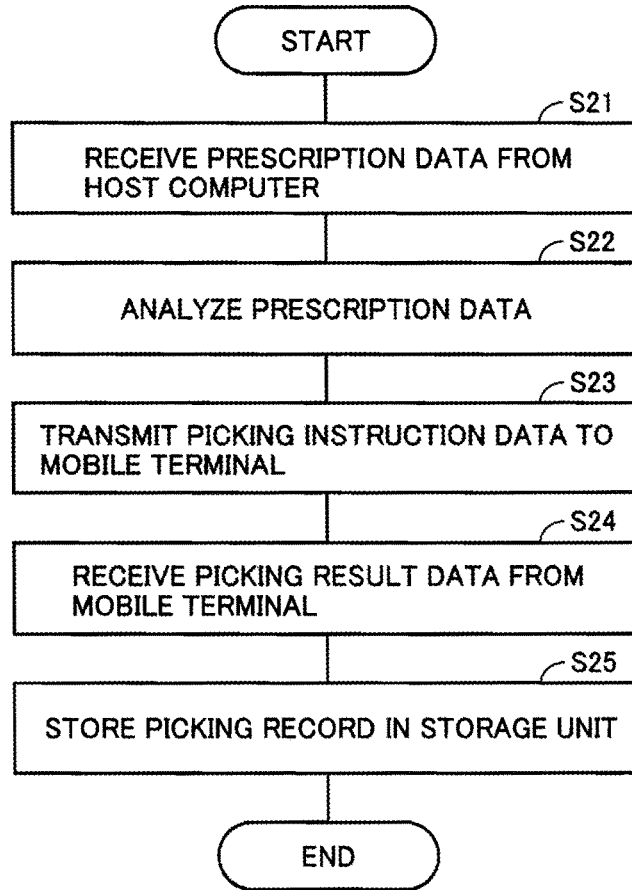 START
S21
RECEIVE PRESCRIPTION DATA FROM
HOST COMPUTER
S22
ANALYZE PRESCRIPTION DATA
S23
TRANSMIT PICKING INSTRUCTION DATA TO
MOBILE TERMINAL
S24
RECEIVE PICKING RESULT DATA FROM
MOBILE TERMINAL
S25
STORE PICKING RECORD IN STORAGE UNIT
END